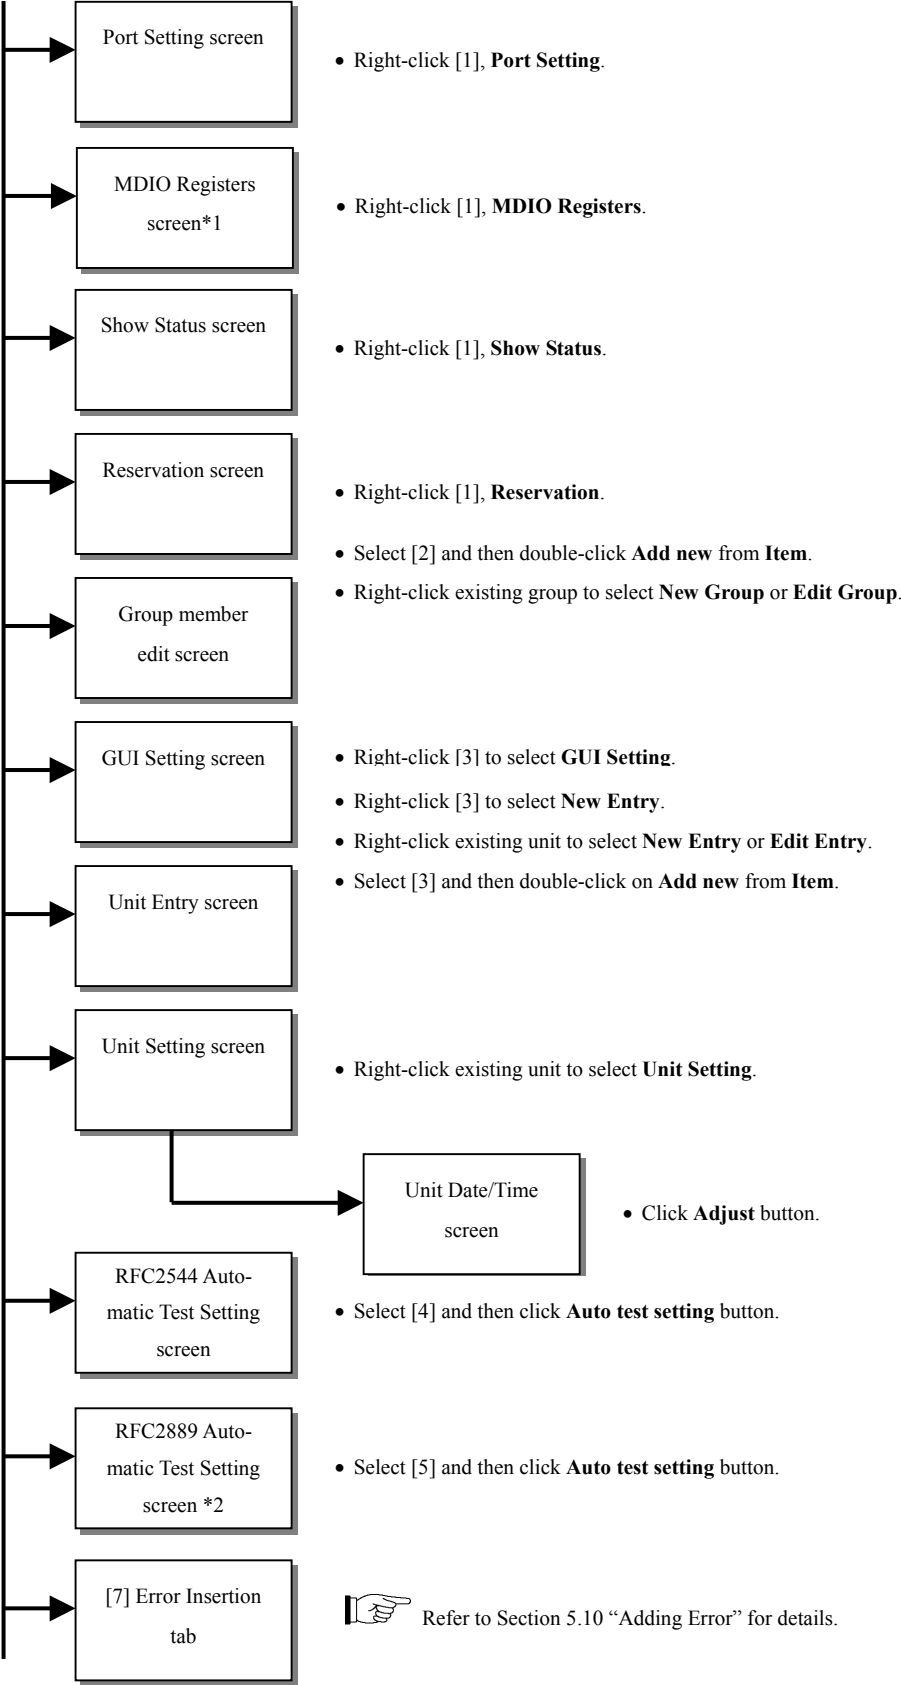 Port Setting screen
• Right-click [1], Port Setting.
MDIO Registers
screen*1
• Right-click [1], MDIO Registers.
Show Status screen
• Right-click [1], Show Status.
Reservation screen
• Right-click [1], Reservation.
• Select [2] and then double-click Add new from Item.
• Right-click existing group to select New Group or Edit Group.
Group member
edit screen
GUI Setting screen
• Right-click [3] to select GUI Setting.
• Right-click [3] to select New Entry.
• Right-click existing unit to select New Entry or Edit Entry.
• Select [3] and then double-click on Add new from Item.
Unit Entry screen
Unit Setting screen
• Right-click existing unit to select Unit Setting.
Unit Date/Time
screen
• Click Adjust button.
RFC2544 Auto-
matic Test Setting
screen
• Select [4] and then click Auto test setting button.
RFC2889 Auto-
matic Test Setting
screen *2
• Select [5] and then click Auto test setting button.
[7] Error Insertion
tab
Refer to Section 5.10 “Adding Error” for details.